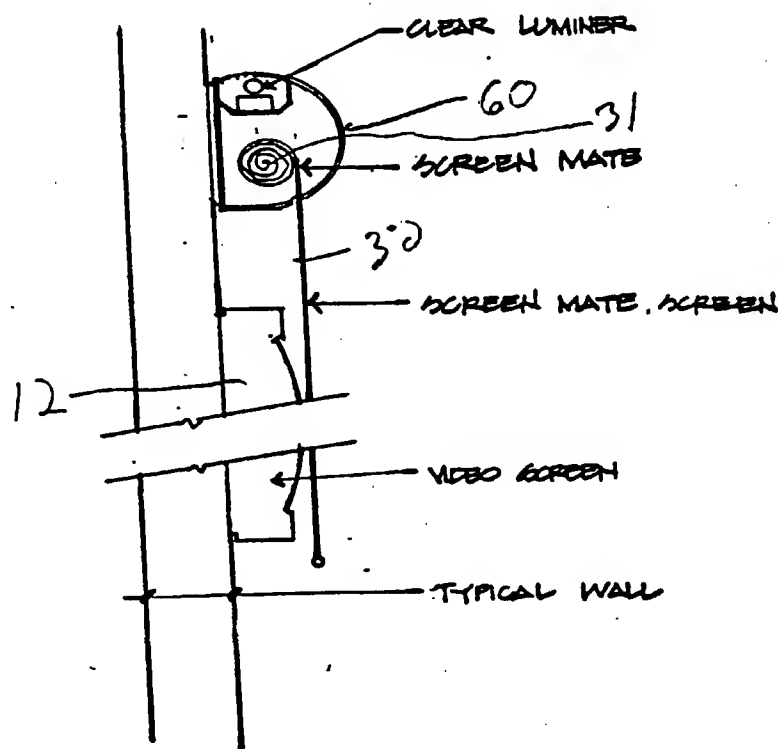 CLEAR LUMINER
60
31
SCREEN MATE
30
SCREEN MATE. SCREEN
12
VIDEO SCREEN
TYPICAL WALL